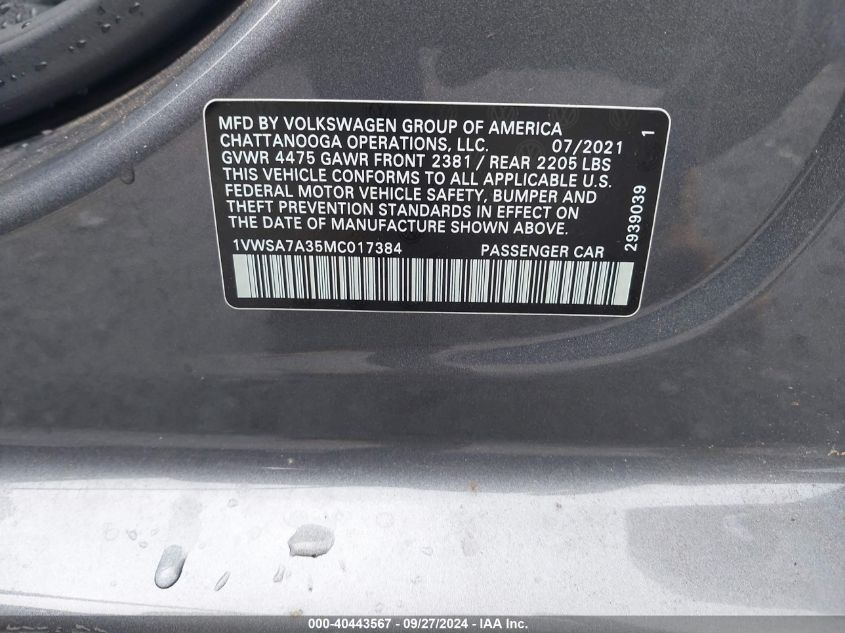 MFD BY VOLKSWAGEN GROUP OF AMERICA
CHATTANOOGA OPERATIONS, LLC. 07/2021
GVWR 4475 GAWR FRONT 2381 / REAR 2205 LBS
THIS VEHICLE CONFORMS TO ALL APPLICABLE U.S.
FEDERAL MOTOR VEHICLE SAFETY, BUMPER AND
THEFT PREVENTION STANDARDS IN EFFECT ON
THE DATE OF MANUFACTURE SHOWN ABOVE.
1VWSA7A35MC017384 PASSENGER CAR
2939039 1
000-40443567 - 09/27/2024 - IAA Inc.